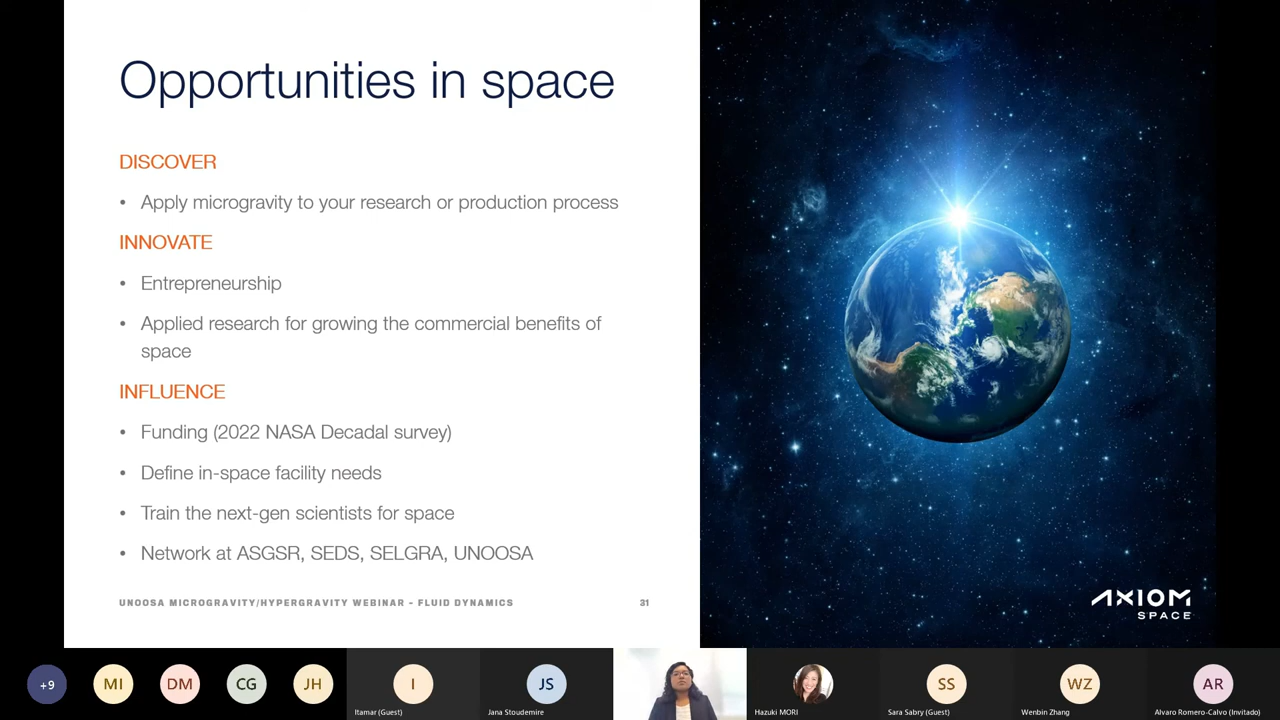 Opportunities in space
DISCOVER
• Apply microgravity to your research or production process
INNOVATE
• Entrepreneurship
• Applied research for growing the commercial benefits of
space
INFLUENCE
• Funding (2022 NASA Decadal survey)
• Define in-space facility needs
• Train the next-gen scientists for space
• Network at ASGSR, SEDS, SELGRA, UNOOSA
UNOOSA MICROGRAVITY/HYPERGRAVITY WEBINAR - FLUID DYNAMICS 31
AXIOM
SPACE
+9 MI DM CG JH I JS SS WZ AR
Itamar (Guest) Jana Stoudemire Hazuki MORI Sara Sabry (Guest) Wenbin Zhang Alvaro Romero-Calvo (Invitado)